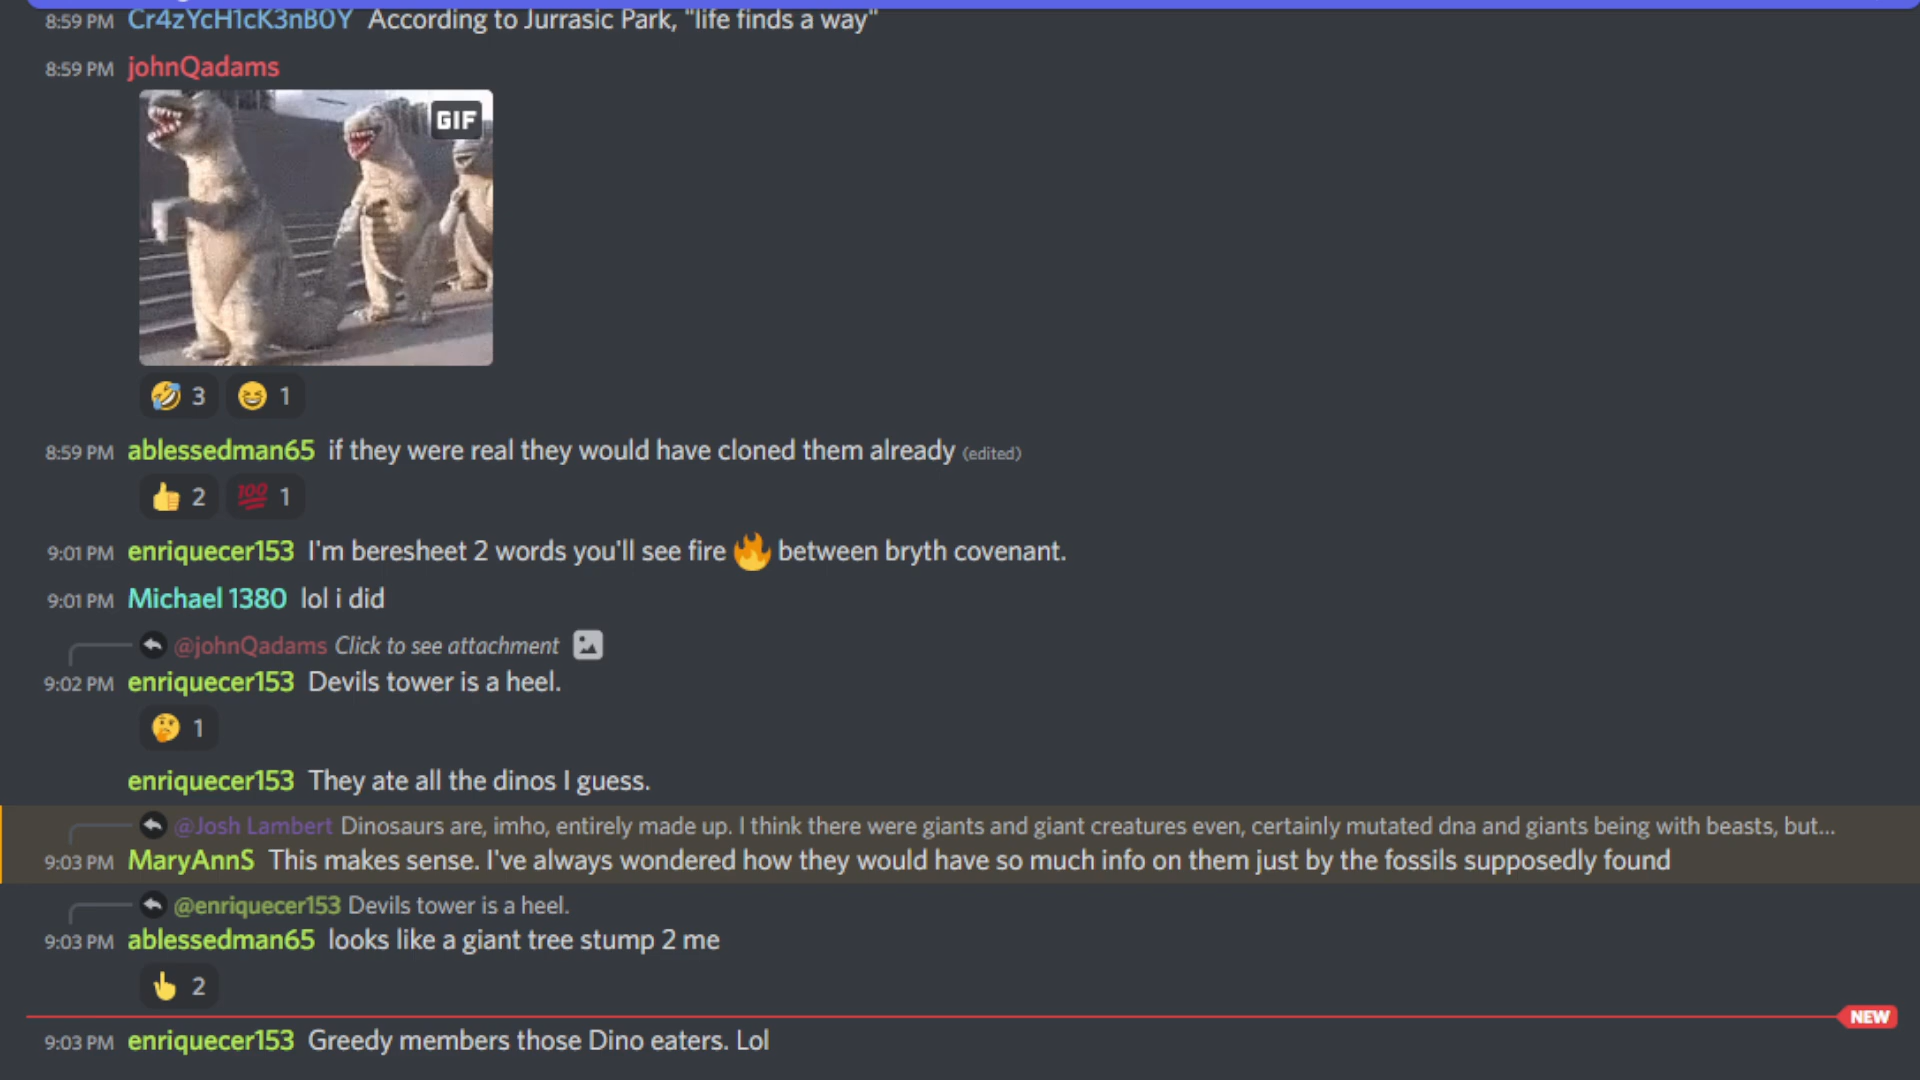 8:59 PM Cr4zYcH1cK3nB0Y According to Jurrasic Park, "life finds a way"
8:59 PM johnQadams
GIF
3 1
8:59 PM ablessedman65 if they were real they would have cloned them already (edited)
2 100 1
9:01 PM enriquecer153 I'm beresheet 2 words you'll see fire 🔥 between bryth covenant.
9:01 PM Michael 1380 lol i did
@johnQadams Click to see attachment
9:02 PM enriquecer153 Devils tower is a heel.
1
enriquecer153 They ate all the dinos I guess.
@Josh Lambert Dinosaurs are, imho, entirely made up. I think there were giants and giant creatures even, certainly mutated dna and giants being with beasts, but...
9:03 PM MaryAnnS This makes sense. I've always wondered how they would have so much info on them just by the fossils supposedly found
@enriquecer153 Devils tower is a heel.
9:03 PM ablessedman65 looks like a giant tree stump 2 me
2
NEW
9:03 PM enriquecer153 Greedy members those Dino eaters. Lol